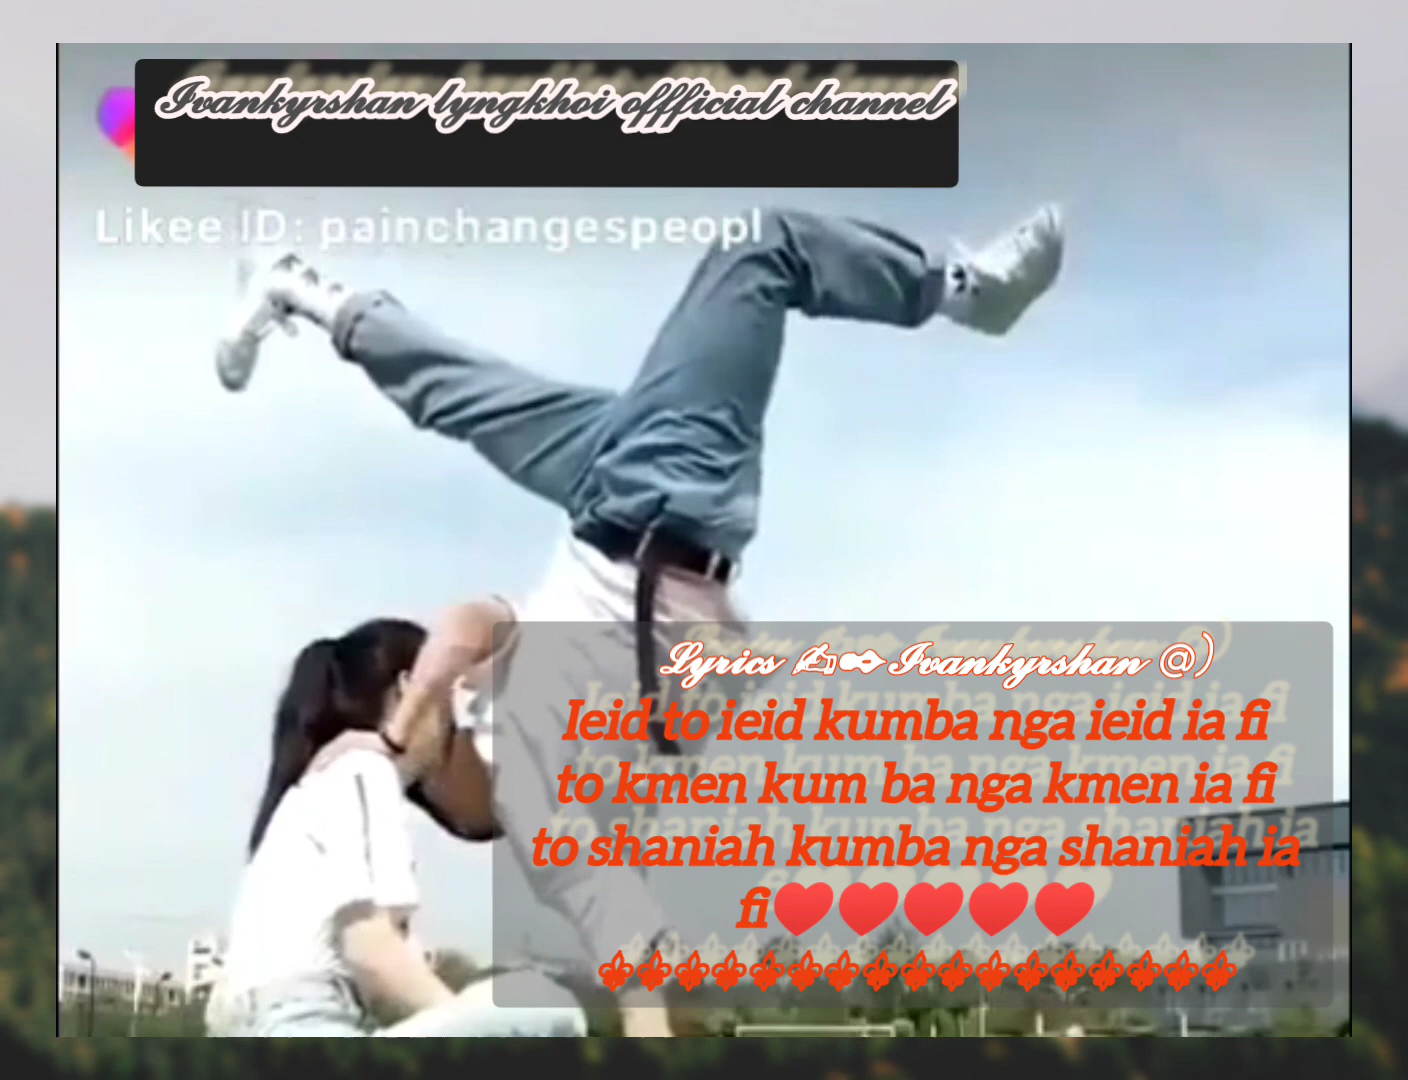 Ivankyrshan lyngkhoi offficial channel
Likee ID: painchangespeopl
Lyrics ✍️✒️Ivankyrshan @)
Ieid to ieid kumba nga ieid ia fi
to kmen kum ba nga kmen ia fi
to shaniah kumba nga shaniah ia
fi❤️❤️❤️❤️❤️
⚜⚜⚜⚜⚜⚜⚜⚜⚜⚜⚜⚜⚜⚜⚜⚜⚜